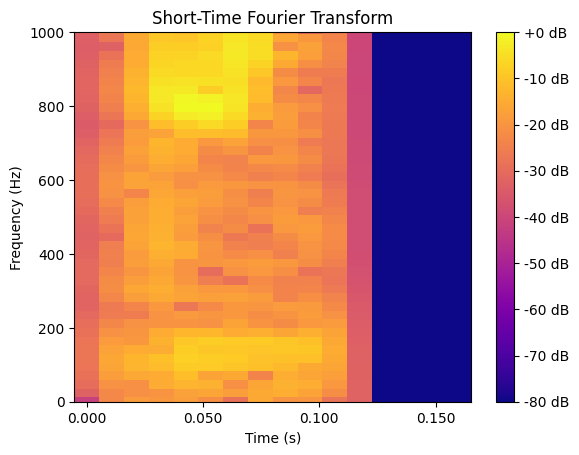 Short-Time Fourier Transform
Frequency (Hz)
1000
800
600
400
200
0
0.000
0.050
0.100
0.150
Time (s)
+0 dB
-10 dB
-20 dB
-30 dB
-40 dB
-50 dB
-60 dB
-70 dB
-80 dB